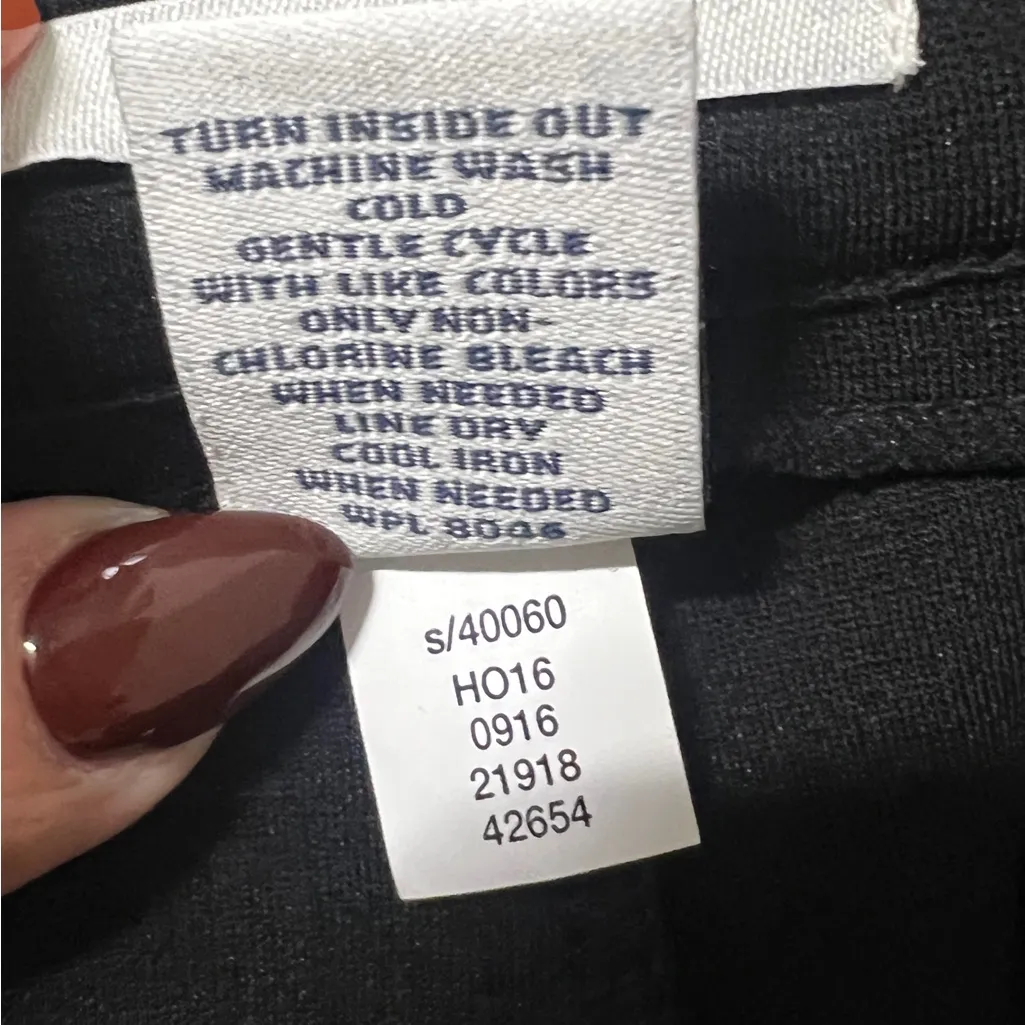 TURN INSIDE OUT
MACHINE WASH
COLD
GENTLE CYCLE
WITH LIKE COLORS
ONLY NON-
CHLORINE BLEACH
WHEN NEEDED
LINE DRY
COOL IRON
WHEN NEEDED
WPL 8046
s/40060
HO16
0916
21918
42654